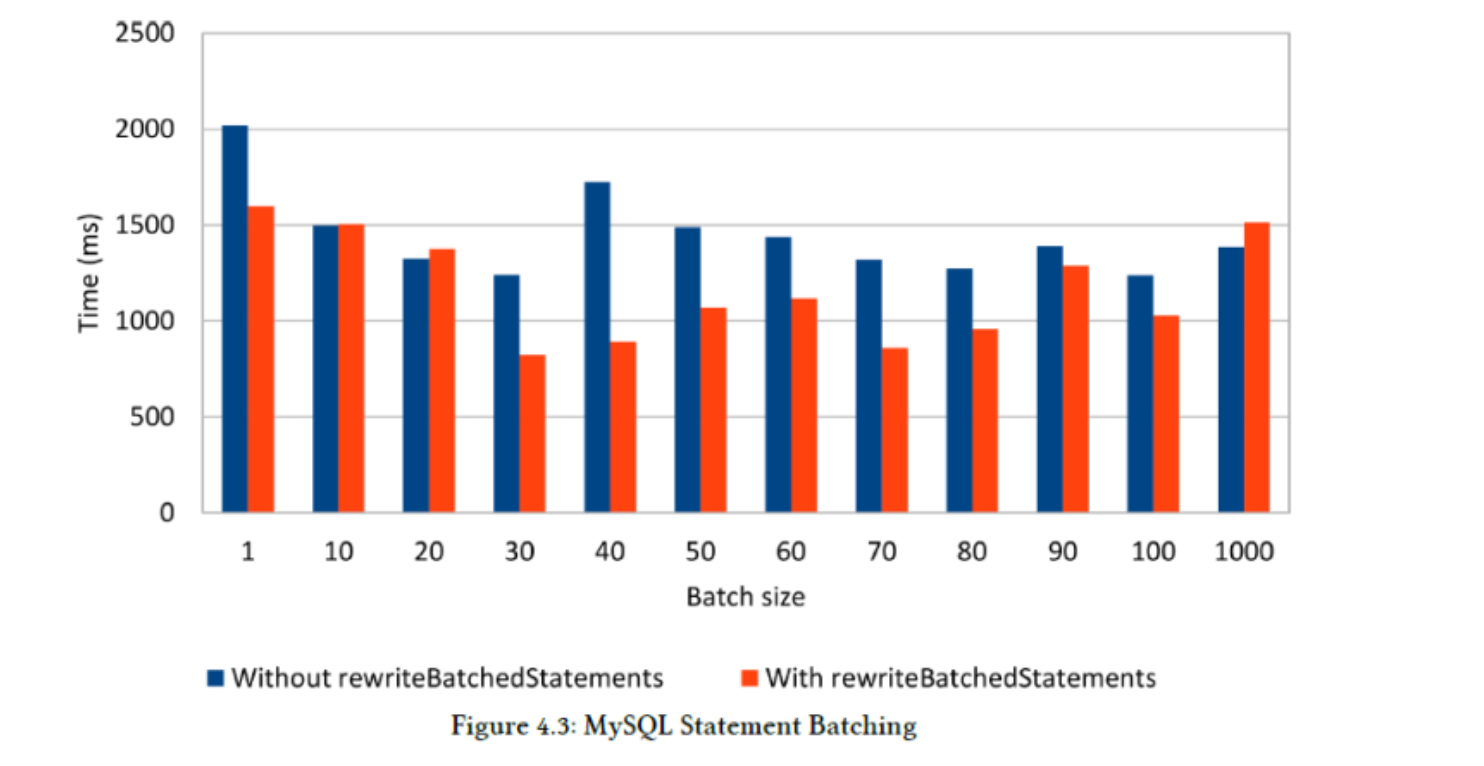 2500
2000
1500
1000
500
0
Time (ms)
1 10 20 30 40 50 60 70 80 90 100 1000
Batch size
Without rewriteBatchedStatements With rewriteBatchedStatements
Figure 4.3: MySQL Statement Batching